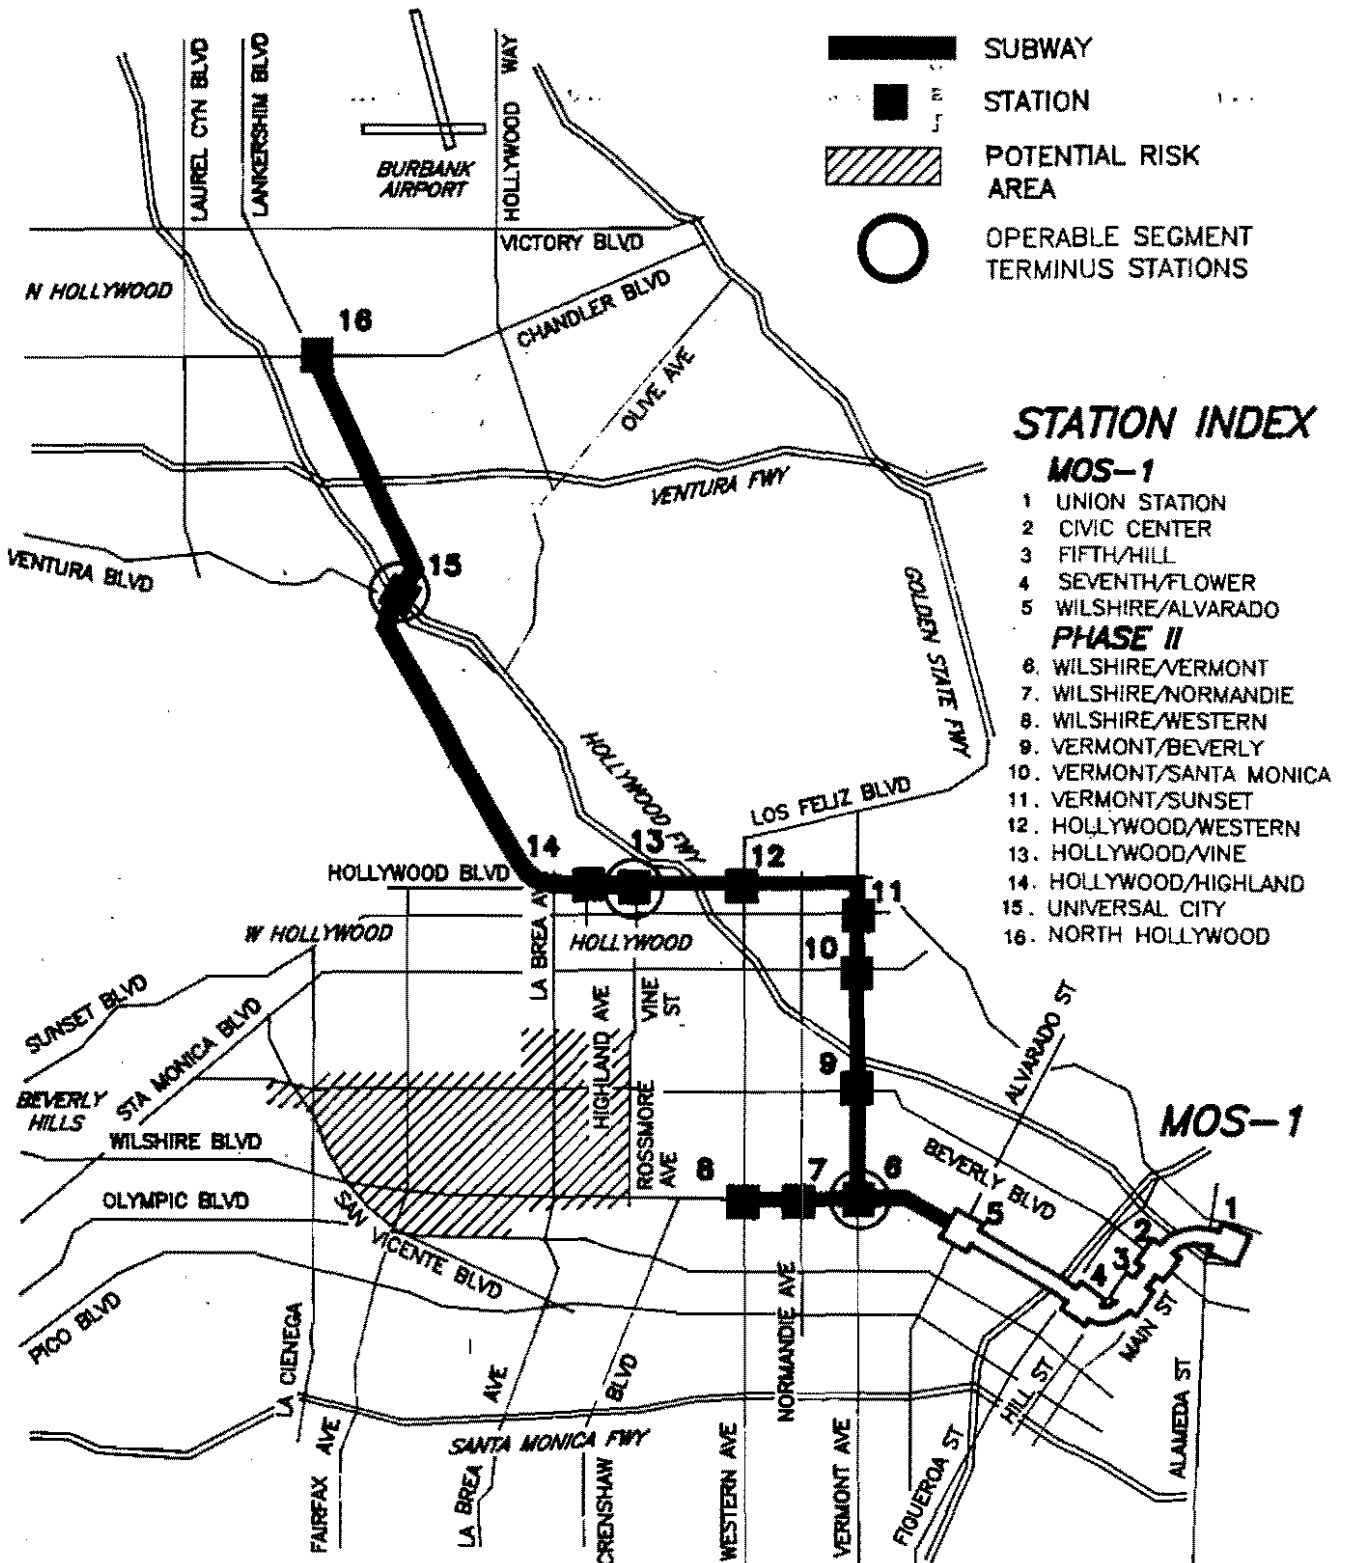 SUBWAY
STATION
POTENTIAL RISK
AREA
OPERABLE SEGMENT
TERMINUS STATIONS
LAUREL CYN BLVD
LANKERSHIM BLVD
HOLLYWOOD WAY
BURBANK
AIRPORT
VICTORY BLVD
N HOLLYWOOD
CHANDLER BLVD
16
OLIVE AVE
VENTURA FWY
VENTURA BLVD
15
GOLDEN STATE FWY
STATION INDEX
MOS-1
1 UNION STATION
2 CIVIC CENTER
3 FIFTH/HILL
4 SEVENTH/FLOWER
5 WILSHIRE/ALVARADO
PHASE II
6. WILSHIRE/VERMONT
7. WILSHIRE/NORMANDIE
8. WILSHIRE/WESTERN
9. VERMONT/BEVERLY
10. VERMONT/SANTA MONICA
11. VERMONT/SUNSET
12. HOLLYWOOD/WESTERN
13. HOLLYWOOD/VINE
14. HOLLYWOOD/HIGHLAND
15. UNIVERSAL CITY
16. NORTH HOLLYWOOD
HOLLYWOOD FWY
LOS FELIZ BLVD
14
13
12
11
HOLLYWOOD BLVD
W HOLLYWOOD
LA BREA AV
HOLLYWOOD
10
SUNSET BLVD
STA MONICA BLVD
HIGHLAND AVE
VINE
ST
ALVARADO ST
9
BEVERLY
HILLS
WILSHIRE BLVD
ROSSMORE
AVE
MOS-1
OLYMPIC BLVD
SAN VICENTE BLVD
8
7
6
BEVERLY BLVD
5
4
3
2
1
PICO BLVD
LA CIENEGA
NORMANDIE AVE
MAIN ST
HILL ST
FAIRFAX AVE
LA BREA AVE
SANTA MONICA FWY
CRENSHAW BLVD
WESTERN AVE
VERMONT AVE
FIGUEROA ST
ALAMEDA ST